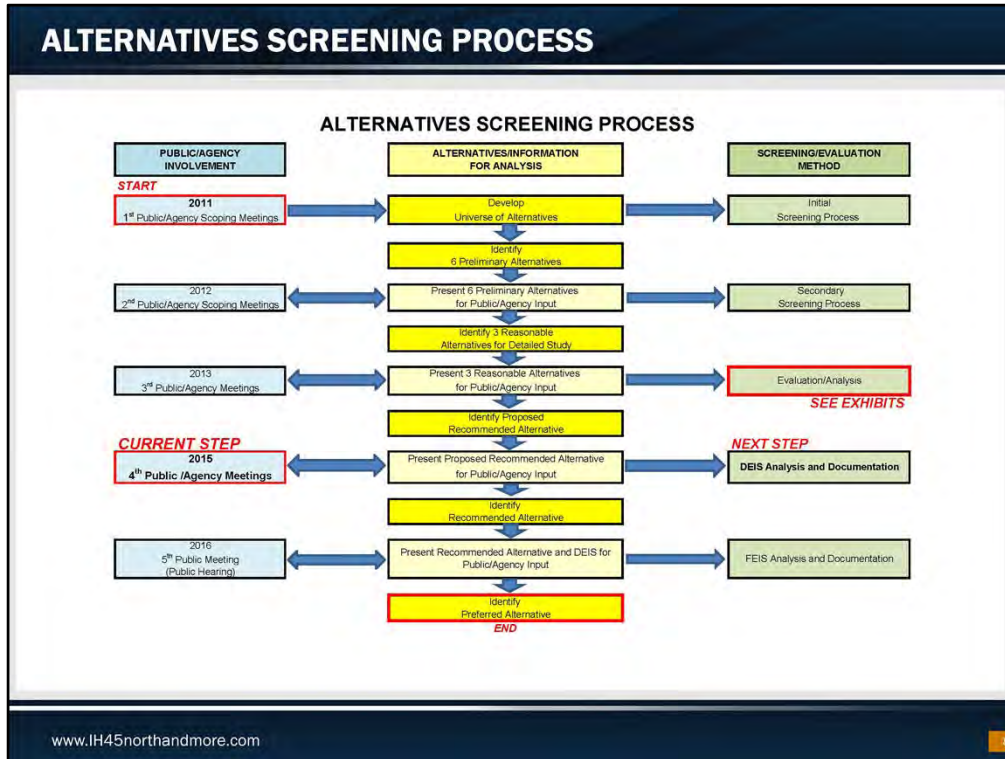 ALTERNATIVES SCREENING PROCESS
ALTERNATIVES SCREENING PROCESS
PUBLIC/AGENCY
INVOLVEMENT
ALTERNATIVES/INFORMATION
FOR ANALYSIS
SCREENING/EVALUATION
METHOD
START
2011
1st Public/Agency Scoping Meetings
Develop
Universe of Alternatives
Initial
Screening Process
Identify
6 Preliminary Alternatives
2012
2nd Public/Agency Scoping Meetings
Present 6 Preliminary Alternatives
for Public/Agency Input
Secondary
Screening Process
Identify 3 Reasonable
Alternatives for Detailed Study
2013
3rd Public/Agency Meetings
Present 3 Reasonable Alternatives
for Public/Agency Input
Evaluation/Analysis
SEE EXHIBITS
Identify Proposed
Recommended Alternative
CURRENT STEP
2015
4th Public /Agency Meetings
Present Proposed Recommended Alternative
for Public/Agency Input
NEXT STEP
DEIS Analysis and Documentation
Identify
Recommended Alternative
2016
5th Public Meeting
(Public Hearing)
Present Recommended Alternative and DEIS for
Public/Agency Input
FEIS Analysis and Documentation
Identify
Preferred Alternative
END
www.IH45northandmore.com